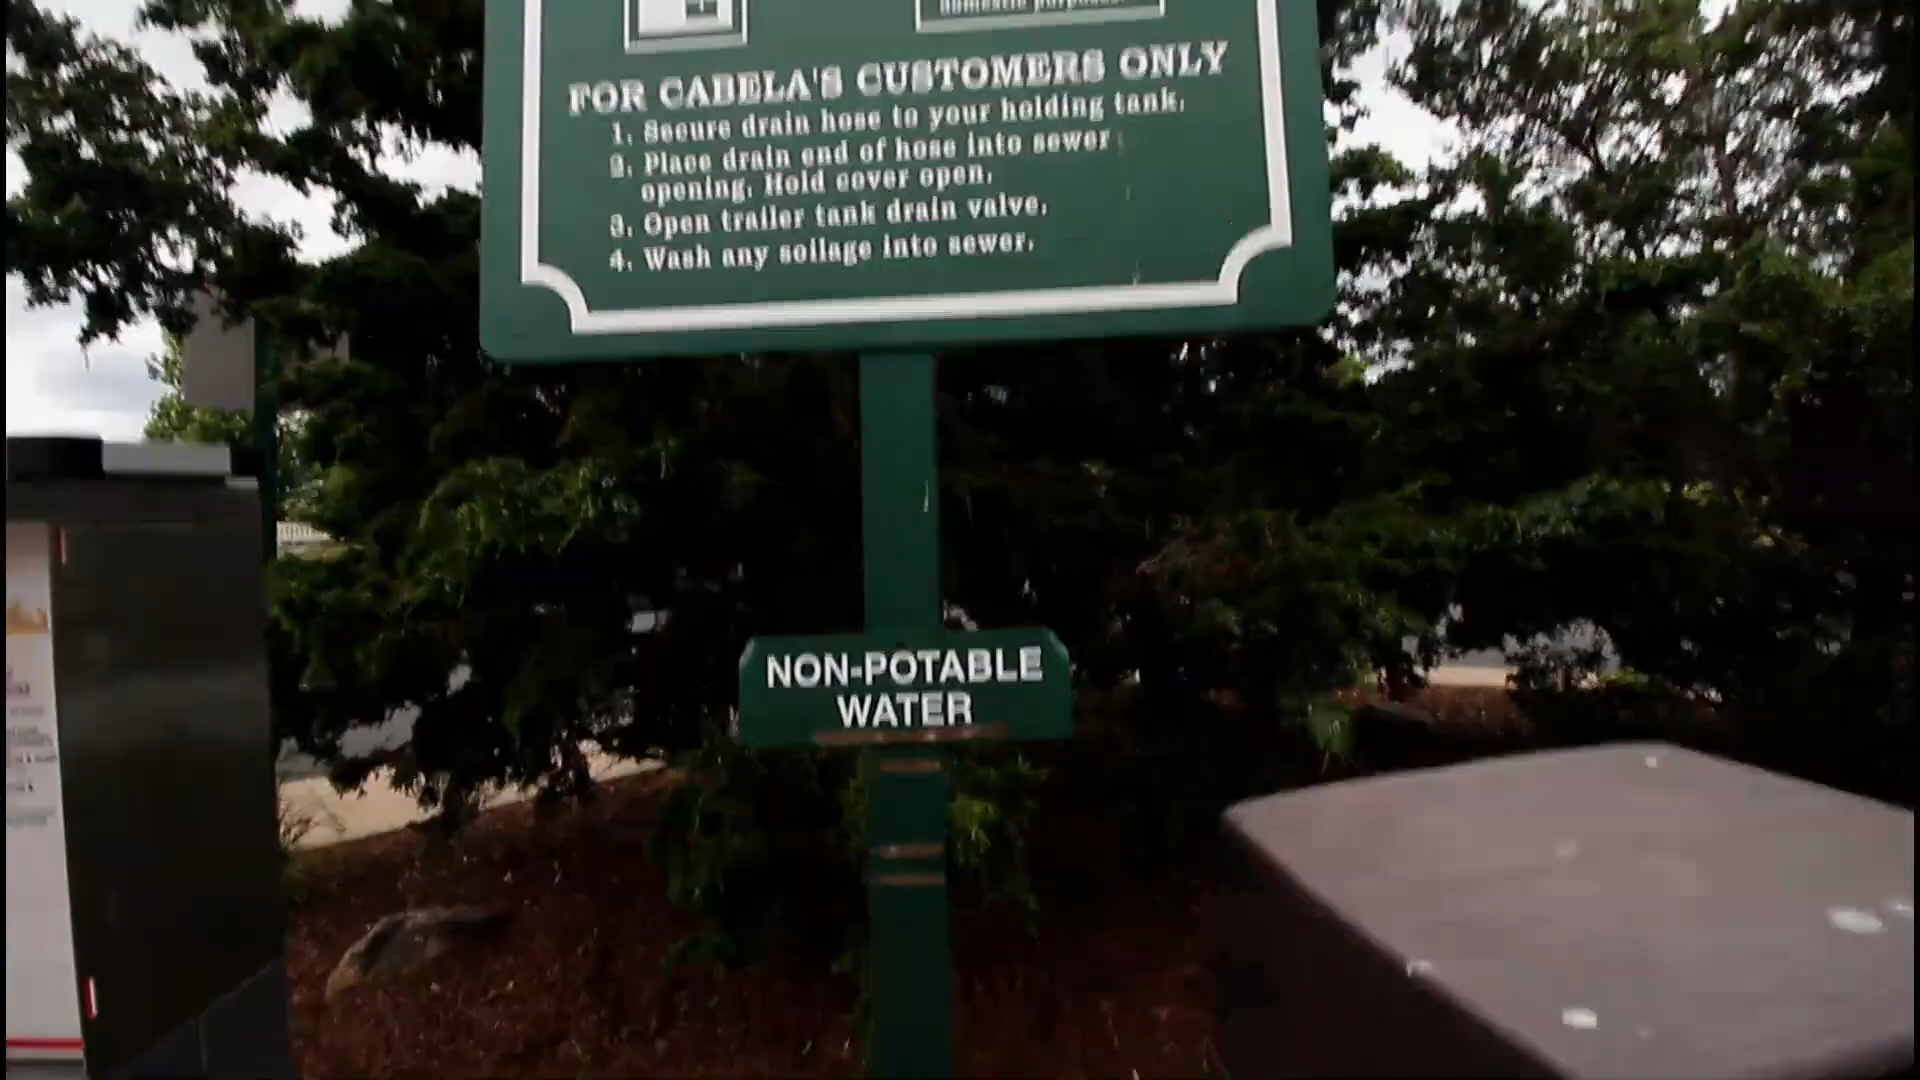 domestic purposes.
FOR CABELA'S CUSTOMERS ONLY
1. Secure drain hose to your holding tank.
2. Place drain end of hose into sewer
opening. Hold cover open.
3. Open trailer tank drain valve.
4. Wash any soilage into sewer.
NON-POTABLE
WATER